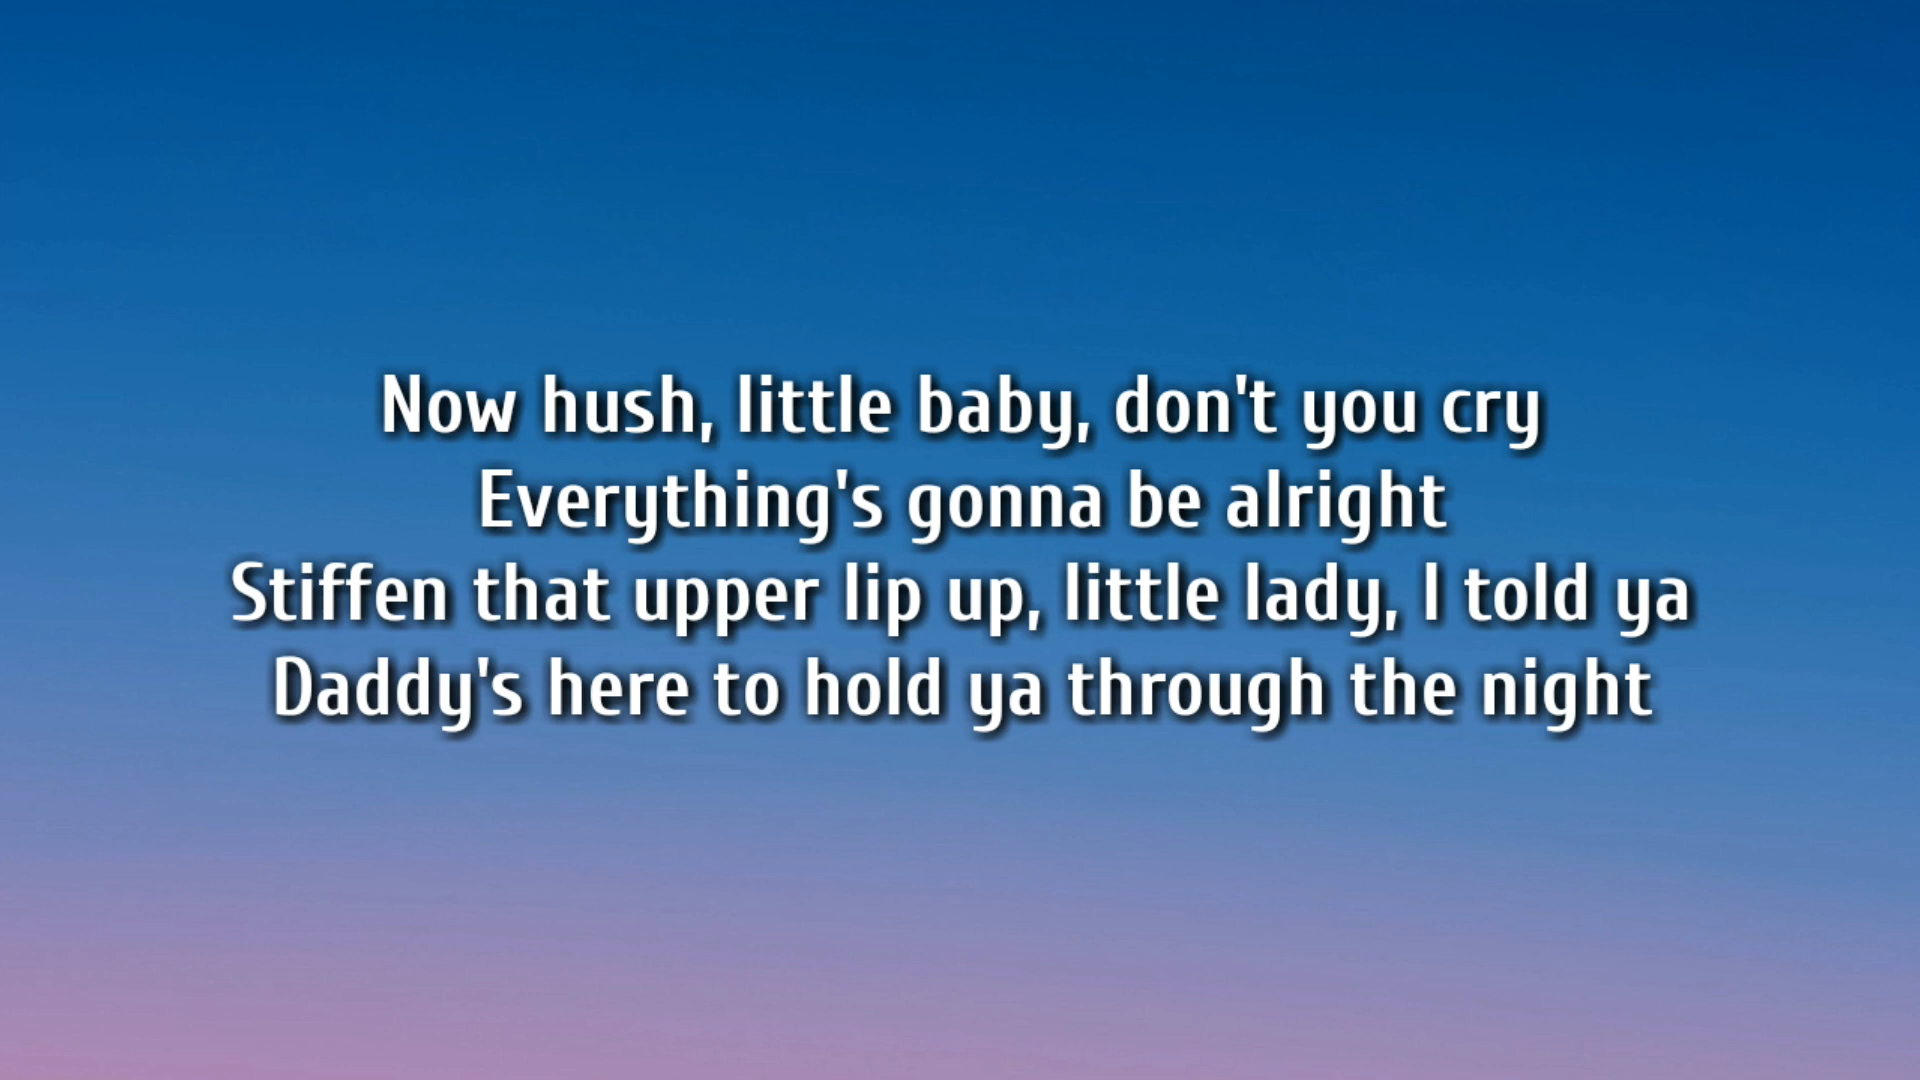 Now hush, little baby, don't you cry
Everything's gonna be alright
Stiffen that upper lip up, little lady, I told ya
Daddy's here to hold ya through the night